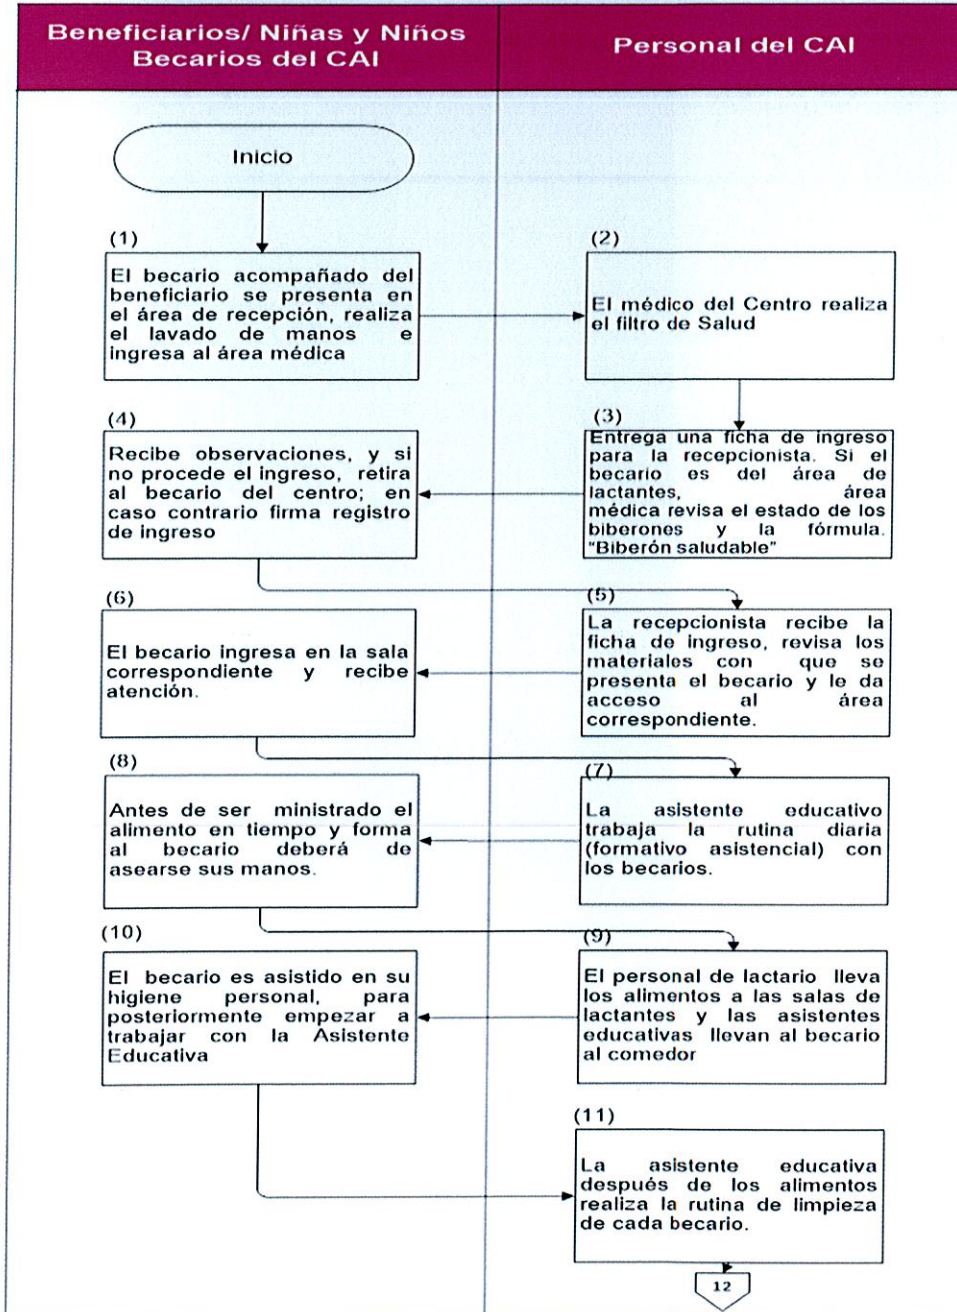 Beneficiarios/ Niñas y Niños
Becarios del CAI
Personal del CAI
Inicio
(1)
El becario acompañado del
beneficiario se presenta en
el área de recepción, realiza
el lavado de manos e
ingresa al área médica
(2)
El médico del Centro realiza
el filtro de Salud
(3)
Entrega una ficha de ingreso
para la recepcionista. Si el
becario es del área de
lactantes, área
médica revisa el estado de los
biberones y la fórmula.
"Biberón saludable"
(4)
Recibe observaciones, y si
no procede el ingreso, retira
al becario del centro; en
caso contrario firma registro
de ingreso
(5)
La recepcionista recibe la
ficha de ingreso, revisa los
materiales con que se
presenta el becario y le da
acceso al área
correspondiente.
(6)
El becario ingresa en la sala
correspondiente y recibe
atención.
(7)
La asistente educativo
trabaja la rutina diaria
(formativo asistencial) con
los becarios.
(8)
Antes de ser ministrado el
alimento en tiempo y forma
al becario deberá de
asearse sus manos.
(9)
El personal de lactario lleva
los alimentos a las salas de
lactantes y las asistentes
educativas llevan al becario
al comedor
(10)
El becario es asistido en su
higiene personal, para
posteriormente empezar a
trabajar con la Asistente
Educativa
(11)
La asistente educativa
después de los alimentos
realiza la rutina de limpieza
de cada becario.
12